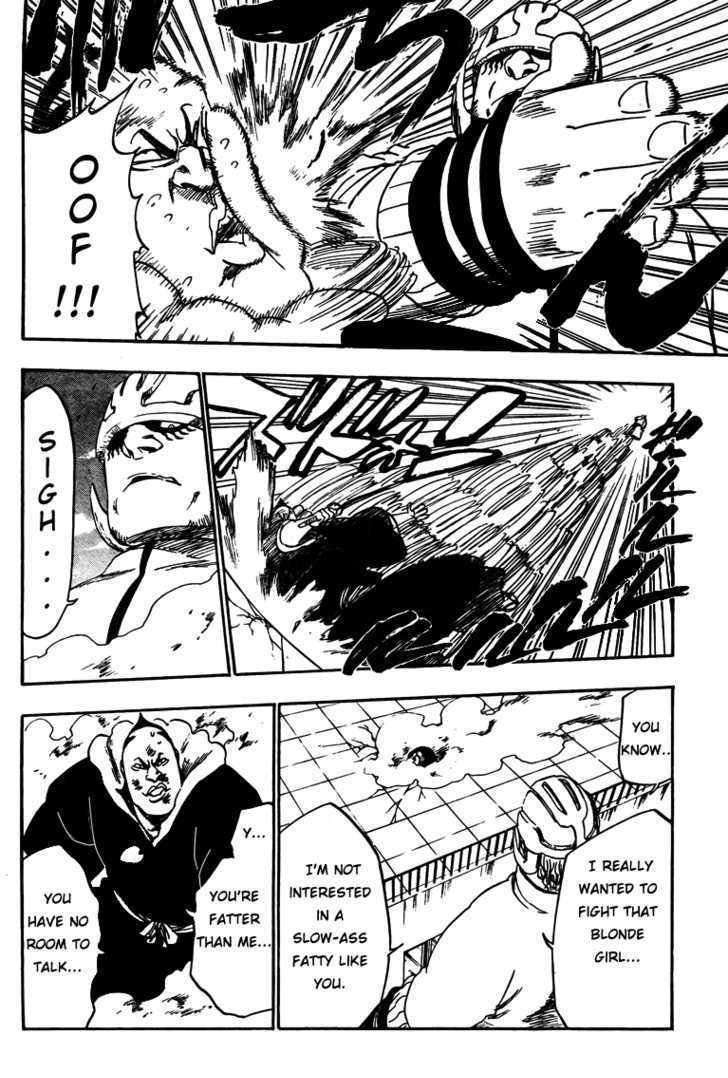 OOF!!!
SIGH....
YOU
KNOW..
I REALLY
WANTED TO
FIGHT THAT
BLONDE
GIRL...
I'M NOT
INTERESTED
IN A
SLOW-ASS
FATTY LIKE
YOU.
Y...
YOU'RE
FATTER
THAN ME...
YOU
HAVE NO
ROOM TO
TALK...